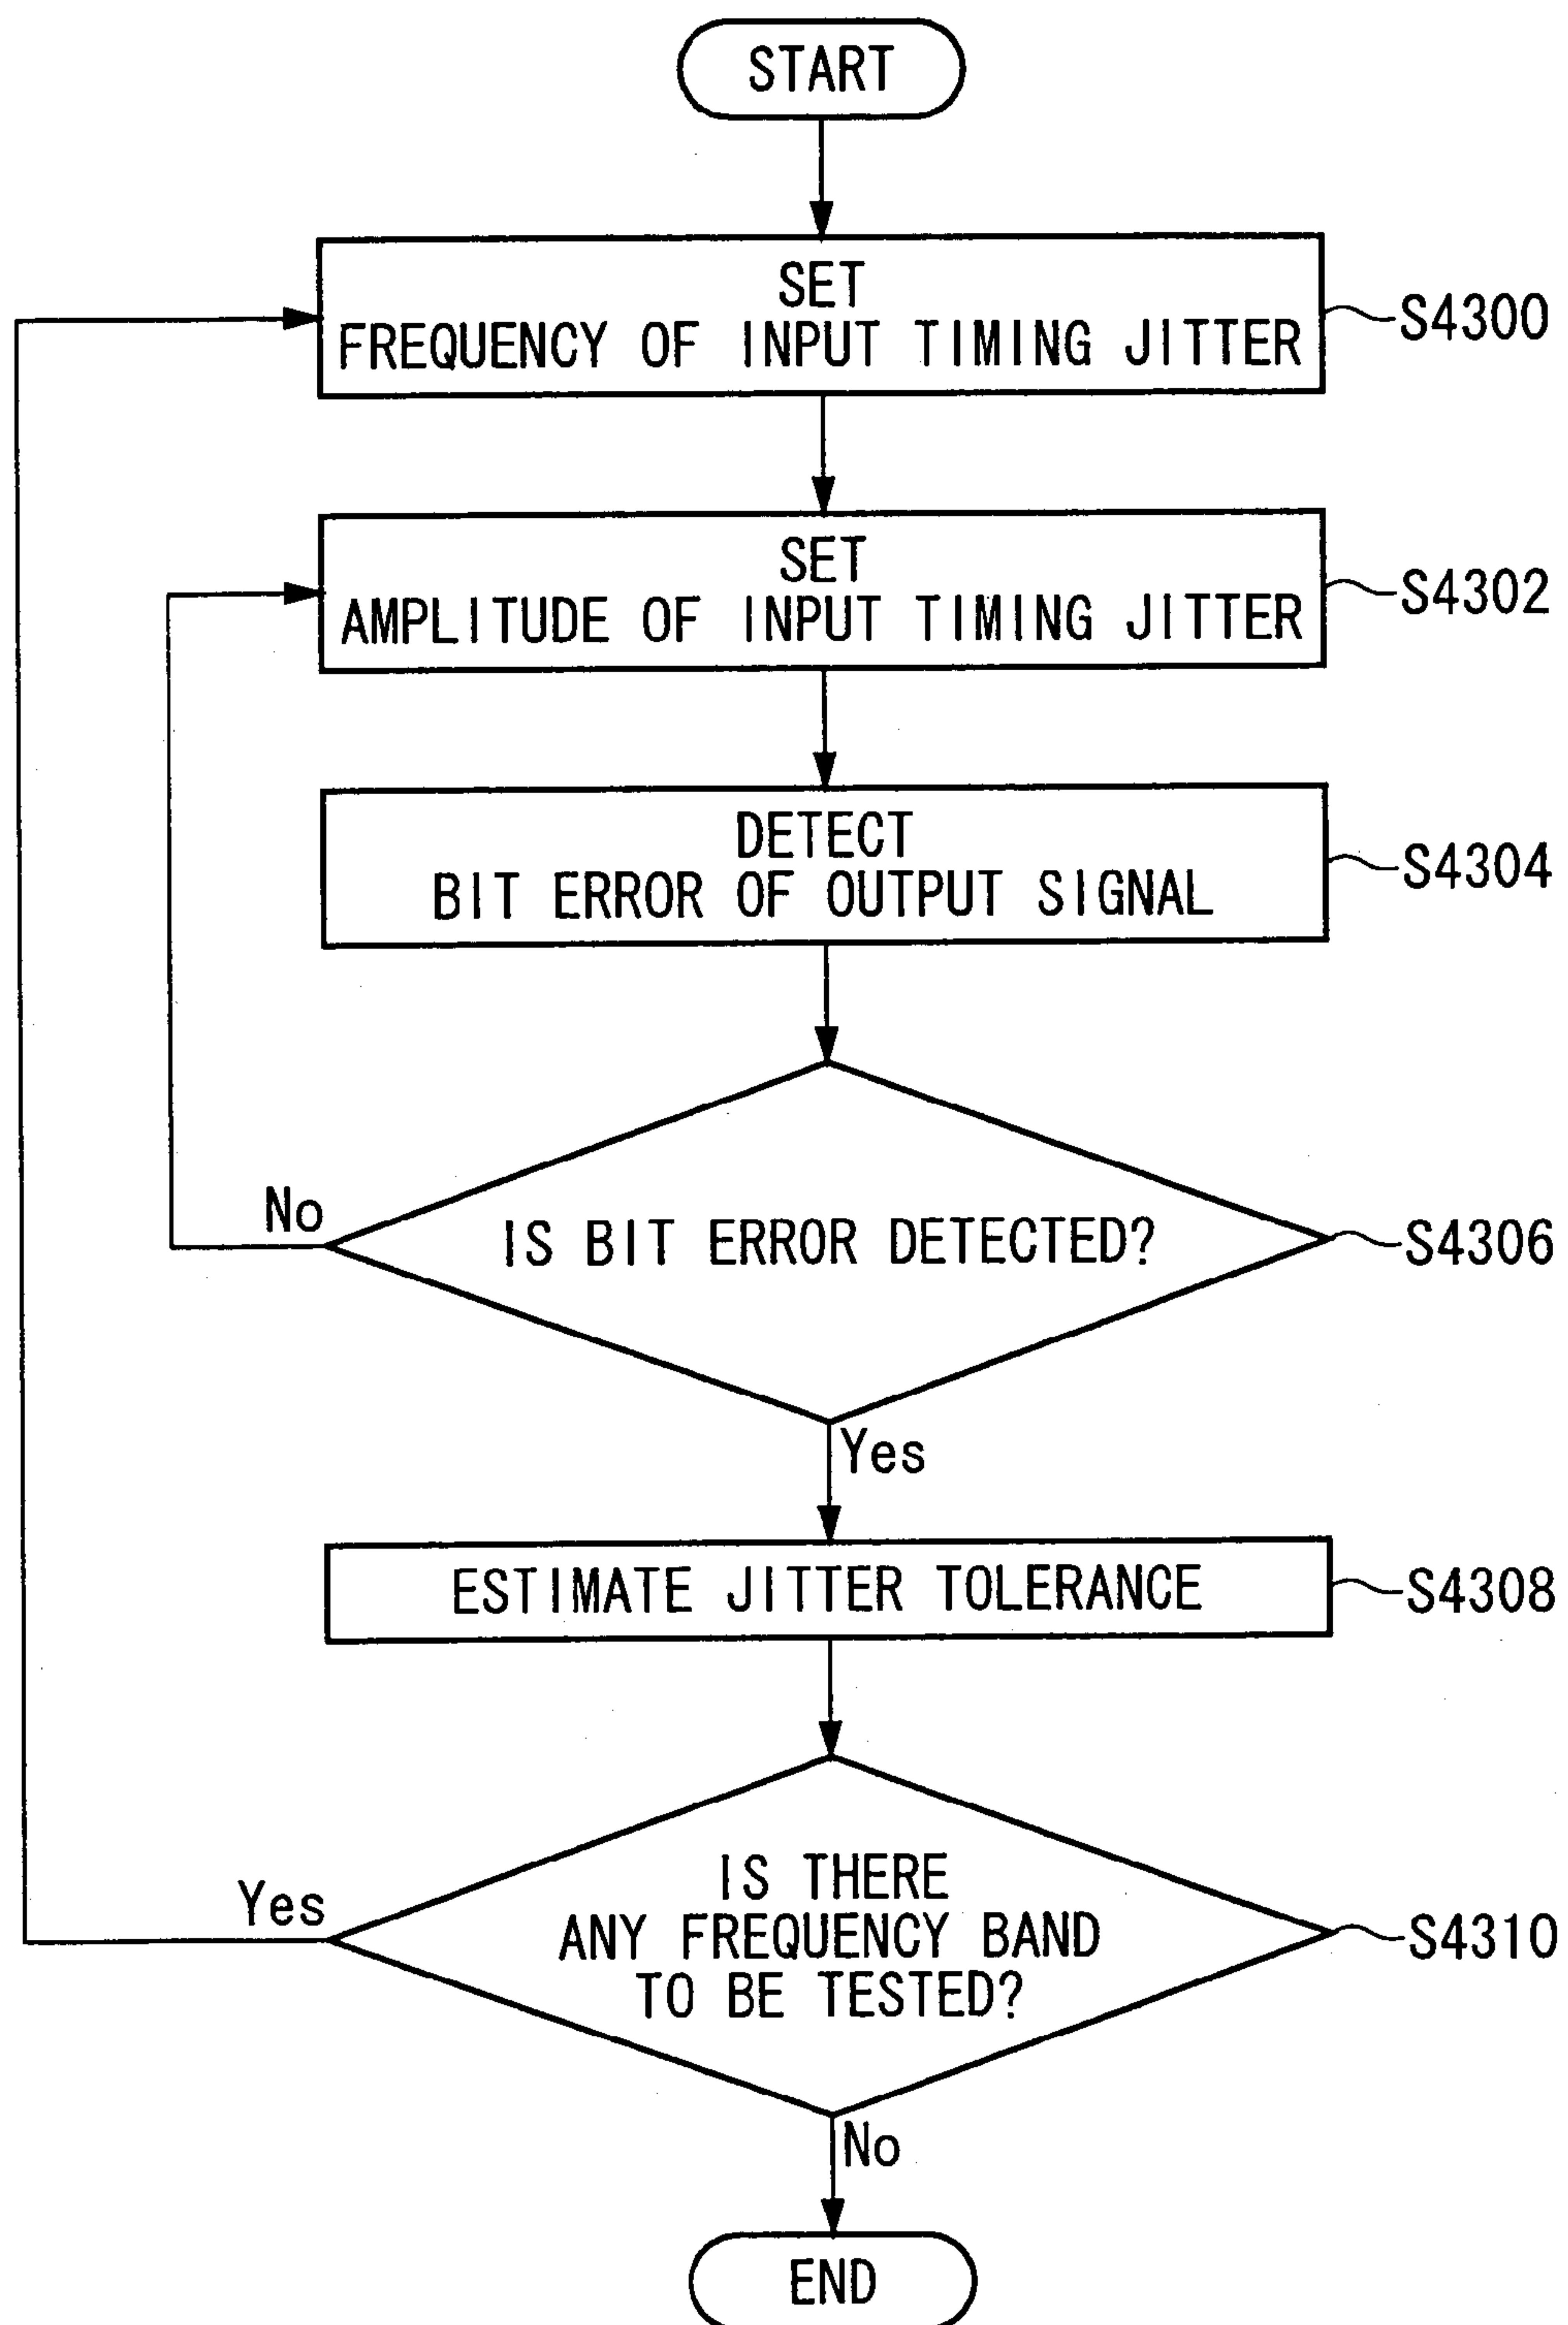 START
SET
FREQUENCY OF INPUT TIMING JITTER
S4300
SET
AMPLITUDE OF INPUT TIMING JITTER
S4302
DETECT
BIT ERROR OF OUTPUT SIGNAL
S4304
No
IS BIT ERROR DETECTED?
S4306
Yes
ESTIMATE JITTER TOLERANCE
S4308
Yes
IS THERE
ANY FREQUENCY BAND
TO BE TESTED?
S4310
No
END